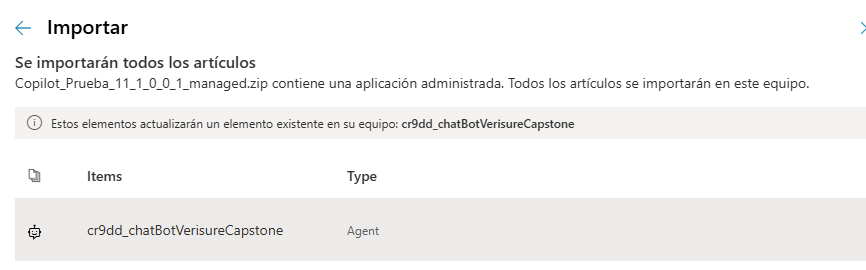 Importar
Se importarán todos los artículos
Copilot_Prueba_11_1_0_0_1_managed.zip contiene una aplicación administrada. Todos los artículos se importarán en este equipo.
Estos elementos actualizarán un elemento existente en su equipo: cr9dd_chatBotVerisureCapstone
Items Type
cr9dd_chatBotVerisureCapstone Agent